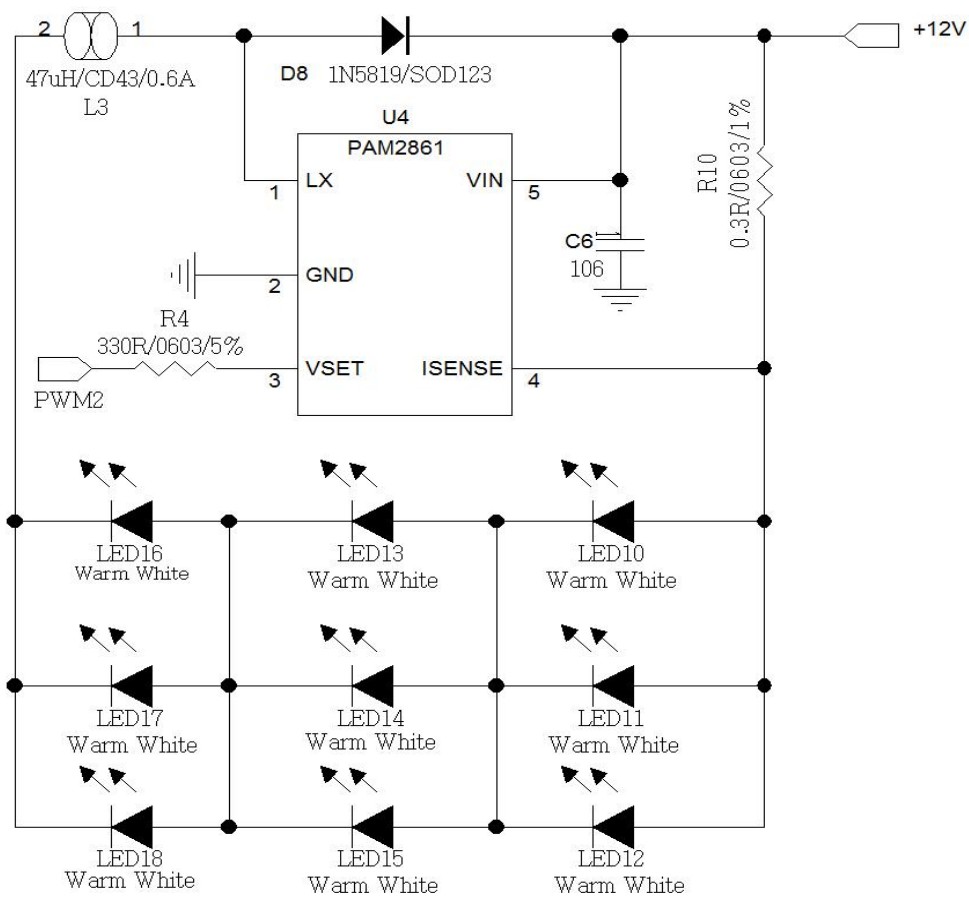 2 1 +12V
47uH/CD43/0.6A D8 1N5819/SOD123
L3
U4
PAM2861
1 LX VIN 5
R10
0.3R/0603/1%
C6
106
2 GND
R4
330R/0603/5%
3 VSET ISENSE 4
PWM2
LED16 LED13 LED10
Warm White Warm White Warm White
LED17 LED14 LED11
Warm White Warm White Warm White
LED18 LED15 LED12
Warm White Warm White Warm White